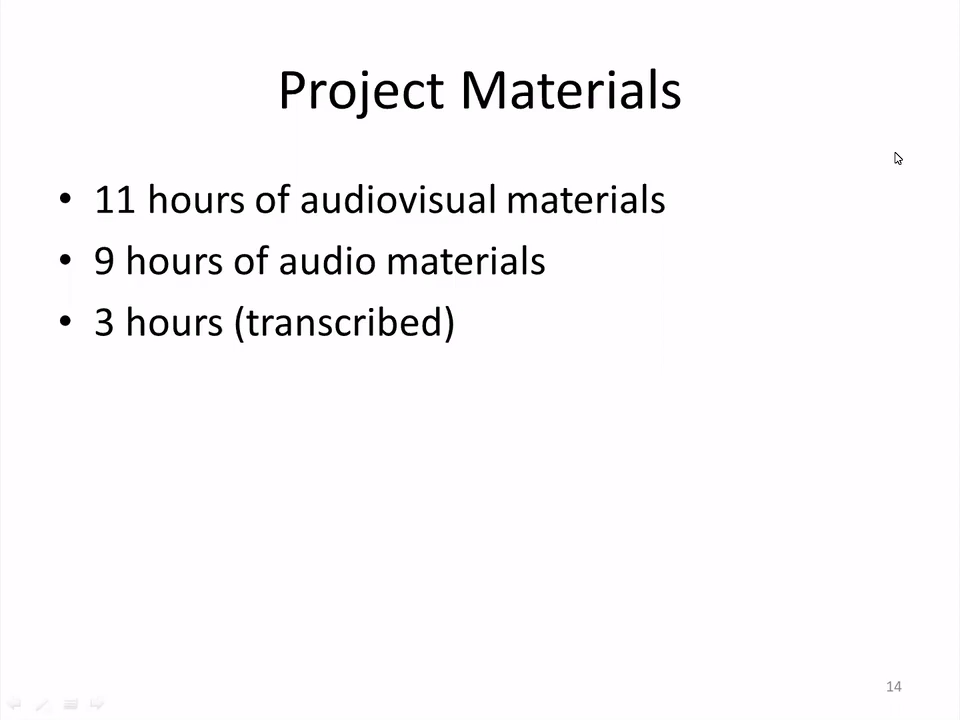 Project Materials
• 11 hours of audiovisual materials
• 9 hours of audio materials
• 3 hours (transcribed)
14